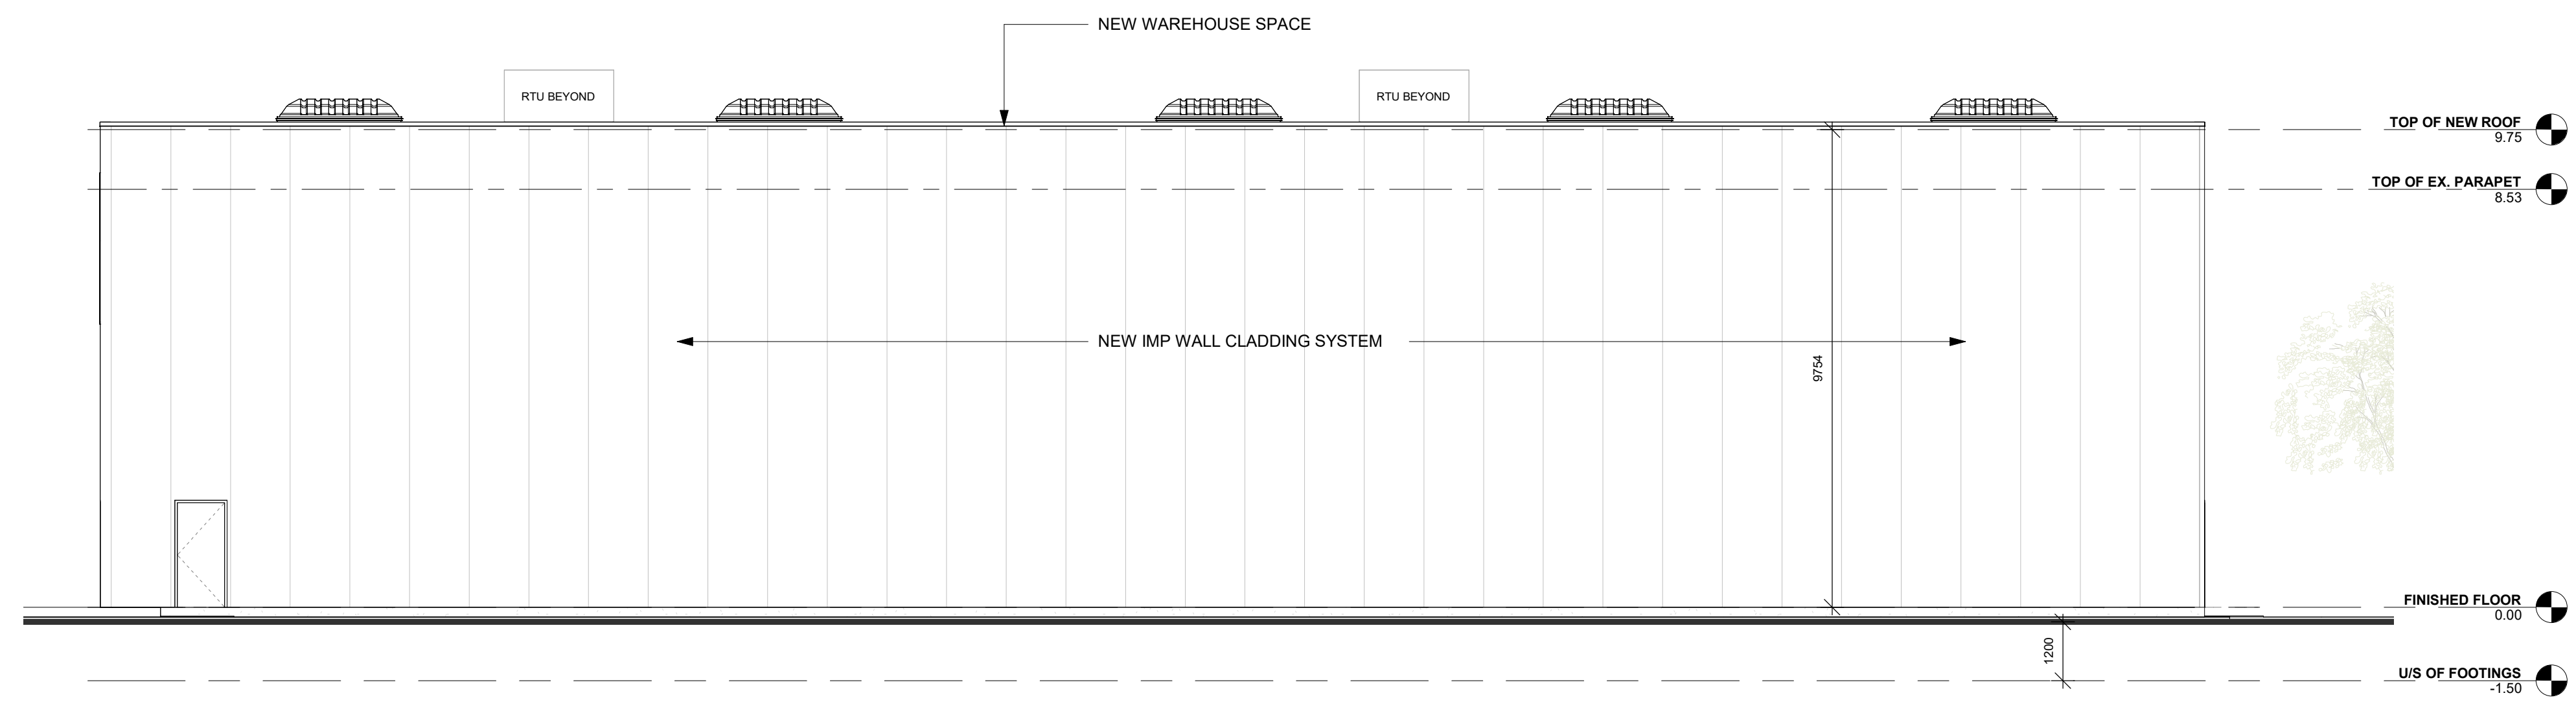 NEW WAREHOUSE SPACE
RTU BEYOND
RTU BEYOND
TOP OF NEW ROOF
9.75
TOP OF EX. PARAPET
8.53
NEW IMP WALL CLADDING SYSTEM
9754
FINISHED FLOOR
0.00
1200
U/S OF FOOTINGS
-1.50